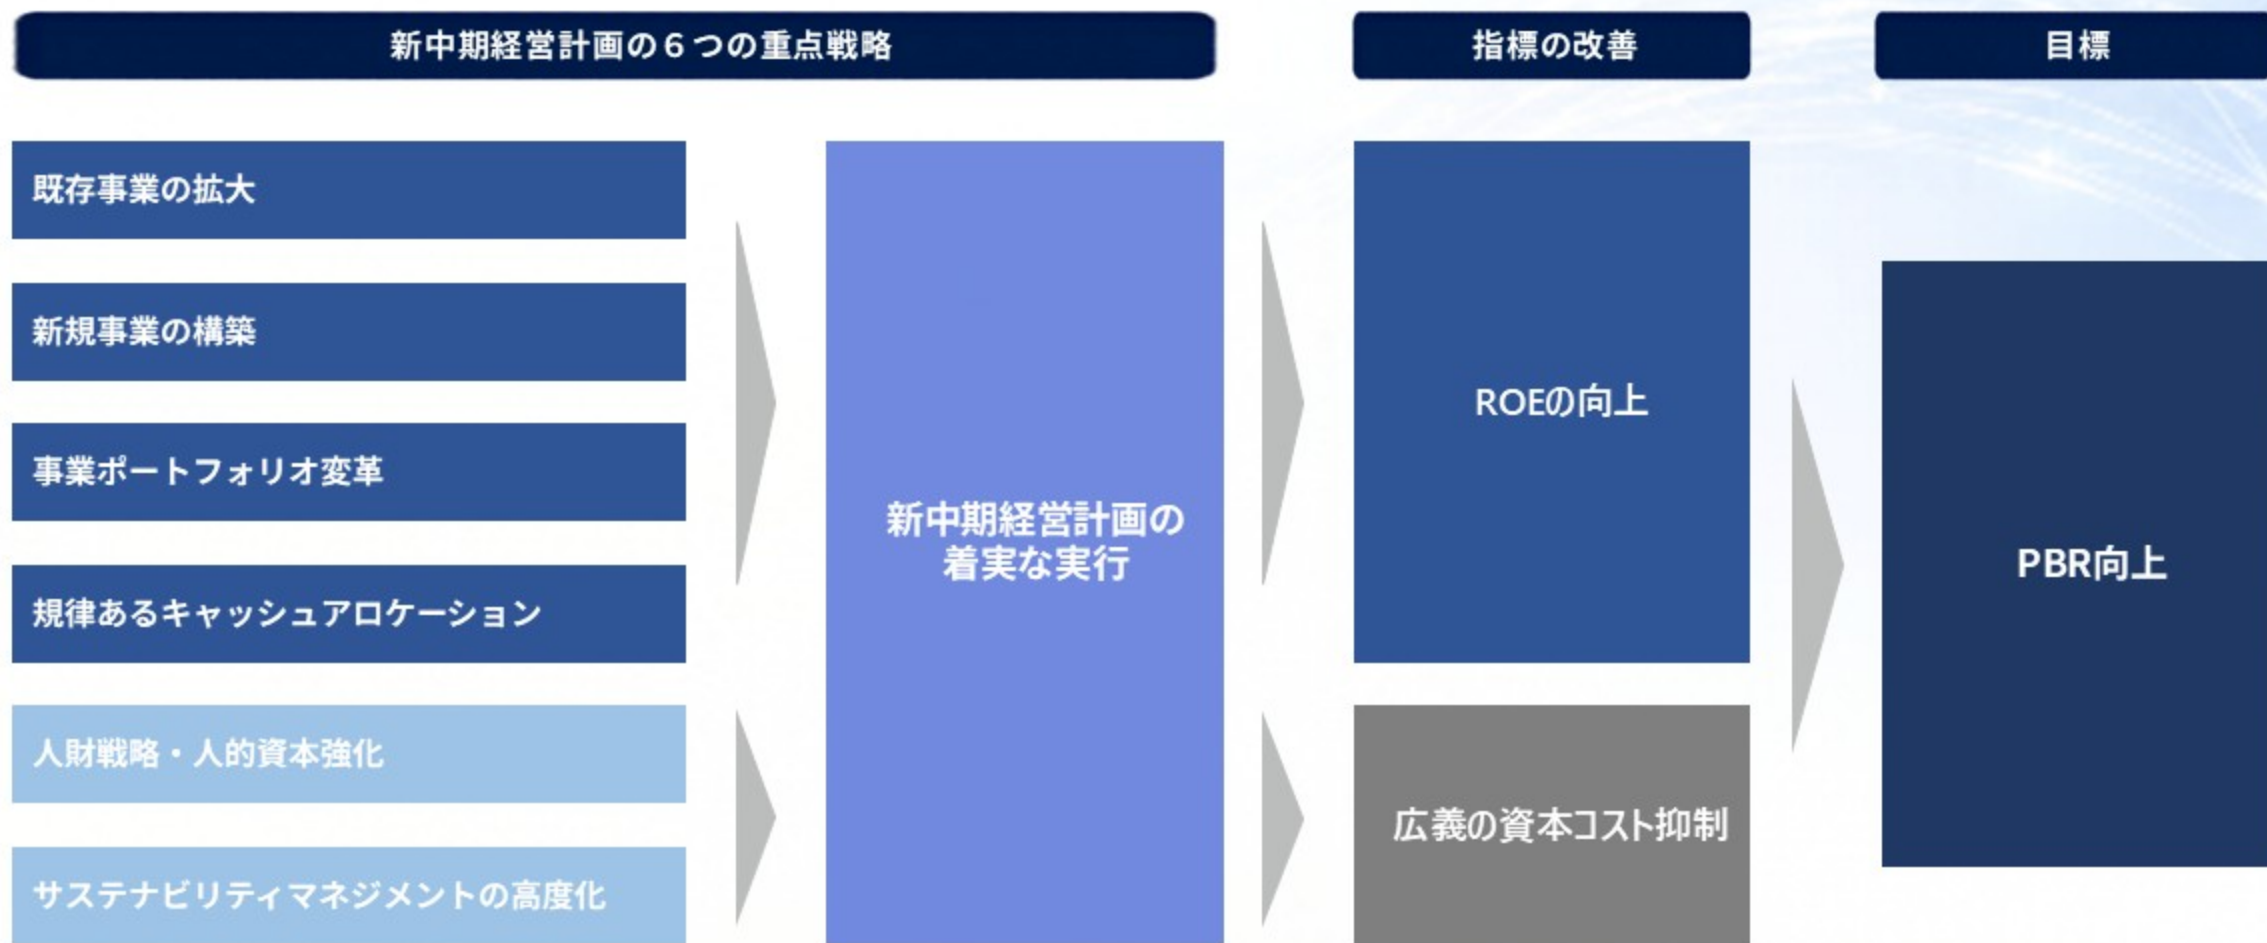 新中期経営計画の６つの重点戦略
指標の改善
目標
既存事業の拡大
新規事業の構築
事業ポートフォリオ変革
規律あるキャッシュアロケーション
人財戦略・人的資本強化
サステナビリティマネジメントの高度化
新中期経営計画の
着実な実行
ROEの向上
広義の資本コスト抑制
PBR向上